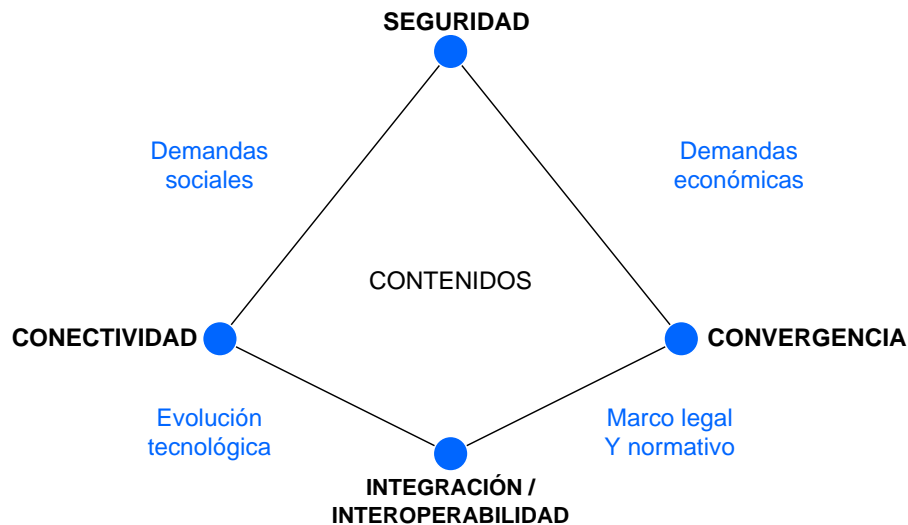 SEGURIDAD
Demandas
sociales
Demandas
económicas
CONTENIDOS
CONECTIVIDAD
CONVERGENCIA
Evolución
tecnológica
Marco legal
Y normativo
INTEGRACIÓN /
INTEROPERABILIDAD